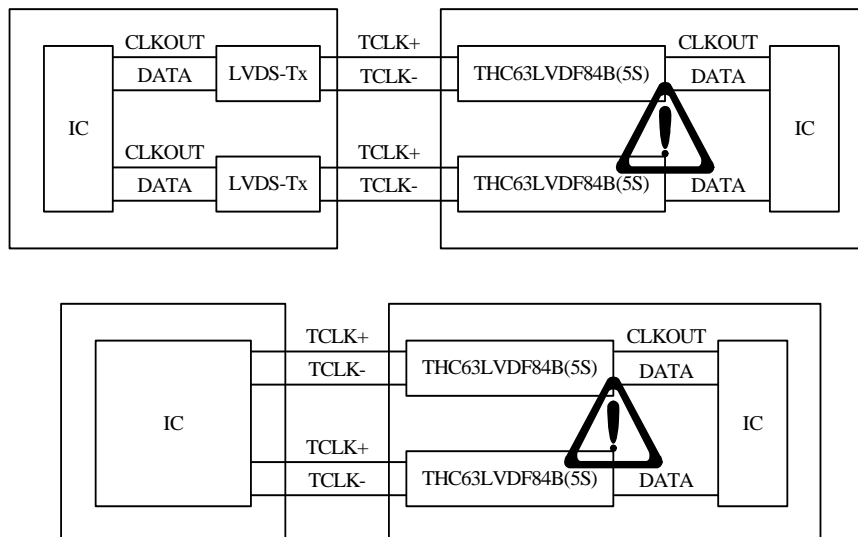 CLKOUT TCLK+ CLKOUT
DATA LVDS-Tx TCLK- THC63LVDF84B(5S) DATA
IC IC
CLKOUT TCLK+
DATA LVDS-Tx TCLK- THC63LVDF84B(5S) DATA
TCLK+ CLKOUT
TCLK- THC63LVDF84B(5S) DATA
IC IC
TCLK+
TCLK- THC63LVDF84B(5S) DATA